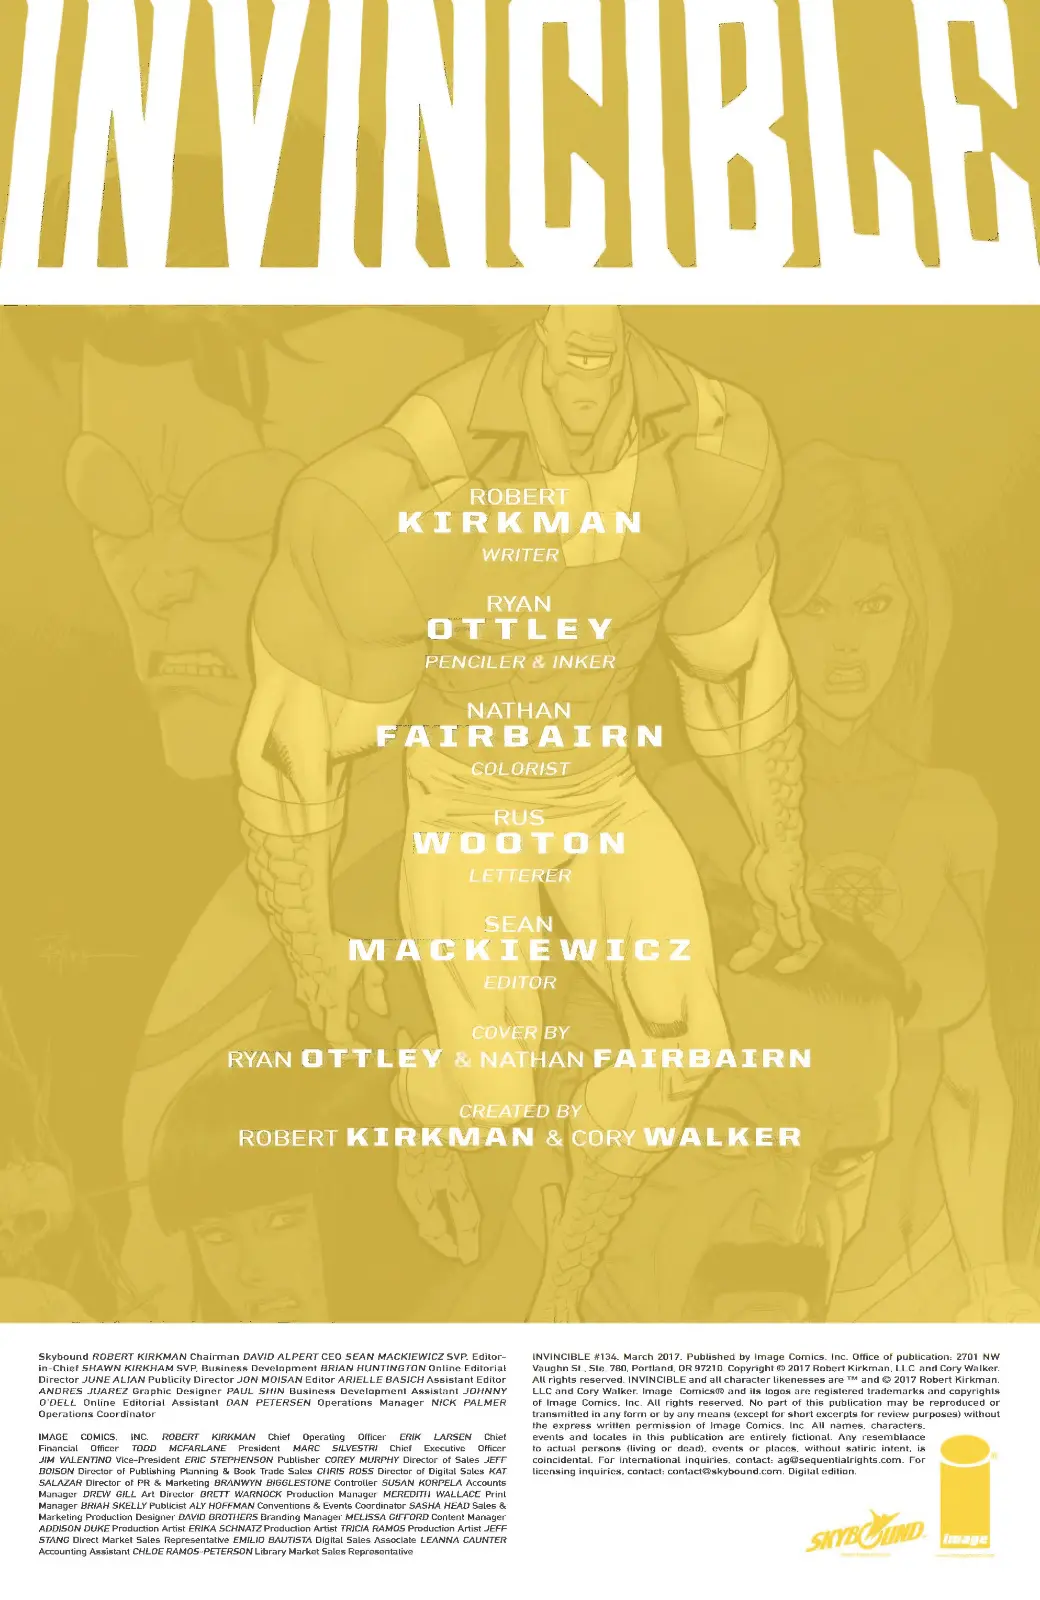 INVINCIBLE
ROBERT
KIRKMAN
WRITER
RYAN
OTTLEY
PENCILER & INKER
NATHAN
FAIRBAIRN
COLORIST
RUS
WOOTON
LETTERER
SEAN
MACKIEWICZ
EDITOR
COVER BY
RYAN OTTLEY & NATHAN FAIRBAIRN
CREATED BY
ROBERT KIRKMAN & CORY WALKER
Skybound ROBERT KIRKMAN Chairman DAVID ALPERT CEO SEAN MACKIEWICZ SVP, Editor-
in-Chief SHAWN KIRKHAM SVP, Business Development BRIAN HUNTINGTON Online Editorial
Director JUNE ALIAN Publicity Director JON MOISAN Editor ARIELLE BASICH Assistant Editor
ANDRES JUAREZ Graphic Designer PAUL SHIN Business Development Assistant JOHNNY
O'DELL Online Editorial Assistant DAN PETERSEN Operations Manager NICK PALMER
Operations Coordinator
IMAGE COMICS, INC. ROBERT KIRKMAN Chief Operating Officer ERIK LARSEN Chief
Financial Officer TODD MCFARLANE President MARC SILVESTRI Chief Executive Officer
JIM VALENTINO Vice-President ERIC STEPHENSON Publisher COREY MURPHY Director of Sales JEFF
BOISON Director of Publishing Planning & Book Trade Sales CHRIS ROSS Director of Digital Sales KAT
SALAZAR Director of PR & Marketing BRANWYN BIGGLESTONE Controller SUSAN KORPELA Accounts
Manager DREW GILL Art Director BRETT WARNOCK Production Manager MEREDITH WALLACE Print
Manager BRIAH SKELLY Publicist ALY HOFFMAN Conventions & Events Coordinator SASHA HEAD Sales &
Marketing Production Designer DAVID BROTHERS Branding Manager MELISSA GIFFORD Content Manager
ADDISON DUKE Production Artist ERIKA SCHNATZ Production Artist TRICIA RAMOS Production Artist JEFF
STANG Direct Market Sales Representative EMILIO BAUTISTA Digital Sales Associate LEANNA CAUNTER
Accounting Assistant CHLOE RAMOS-PETERSON Library Market Sales Representative
INVINCIBLE #134. March 2017. Published by Image Comics, Inc. Office of publication: 2701 NW
Vaughn St., Ste. 780, Portland, OR 97210. Copyright © 2017 Robert Kirkman, LLC and Cory Walker.
All rights reserved. INVINCIBLE and all character likenesses are ™ and © 2017 Robert Kirkman,
LLC and Cory Walker. Image Comics® and its logos are registered trademarks and copyrights
of Image Comics, Inc. All rights reserved. No part of this publication may be reproduced or
transmitted in any form or by any means (except for short excerpts for review purposes) without
the express written permission of Image Comics, Inc. All names, characters,
events and locales in this publication are entirely fictional. Any resemblance
to actual persons (living or dead), events or places, without satiric intent, is
coincidental. For international inquiries, contact: ag@sequentialrights.com. For
licensing inquiries, contact: contact@skybound.com. Digital edition.
SKYBOUND
image